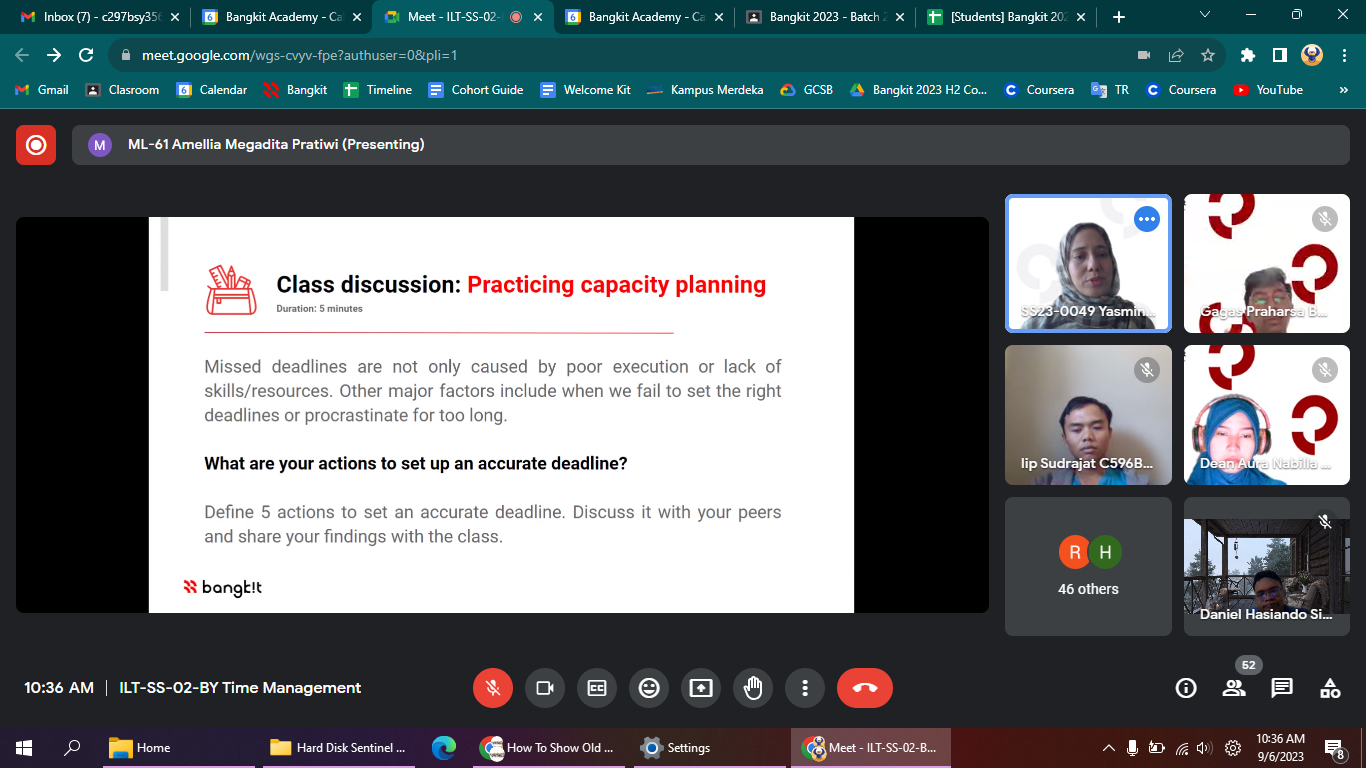 Inbox (7) - c297bsy356
Bangkit Academy - Ca
Meet - ILT-SS-02-
Bangkit Academy - Ca
Bangkit 2023 - Batch 2
[Students] Bangkit 202
meet.google.com/wgs-cvyv-fpe?authuser=0&pli=1
Gmail
Clasroom
6
Calendar
Bangkit
Timeline
Cohort Guide
Welcome Kit
Kampus Merdeka
GCSB
Bangkit 2023 H2 Co...
Coursera
TR
Coursera
YouTube
»
M
ML-61 Amellia Megadita Pratiwi (Presenting)
Class discussion: Practicing capacity planning
Duration: 5 minutes
Missed deadlines are not only caused by poor execution or lack of
skills/resources. Other major factors include when we fail to set the right
deadlines or procrastinate for too long.
What are your actions to set up an accurate deadline?
Define 5 actions to set an accurate deadline. Discuss it with your peers
and share your findings with the class.
bangk!t
SS23-0049 Yasmin...
Gagas Praharsa B...
Iip Sudrajat C596B...
Dean Aura Nabilla ...
R H
46 others
Daniel Hasiando Si...
10:36 AM | ILT-SS-02-BY Time Management
52
Home
Hard Disk Sentinel ...
How To Show Old ...
Settings
Meet - ILT-SS-02-B...
10:36 AM
9/6/2023
8